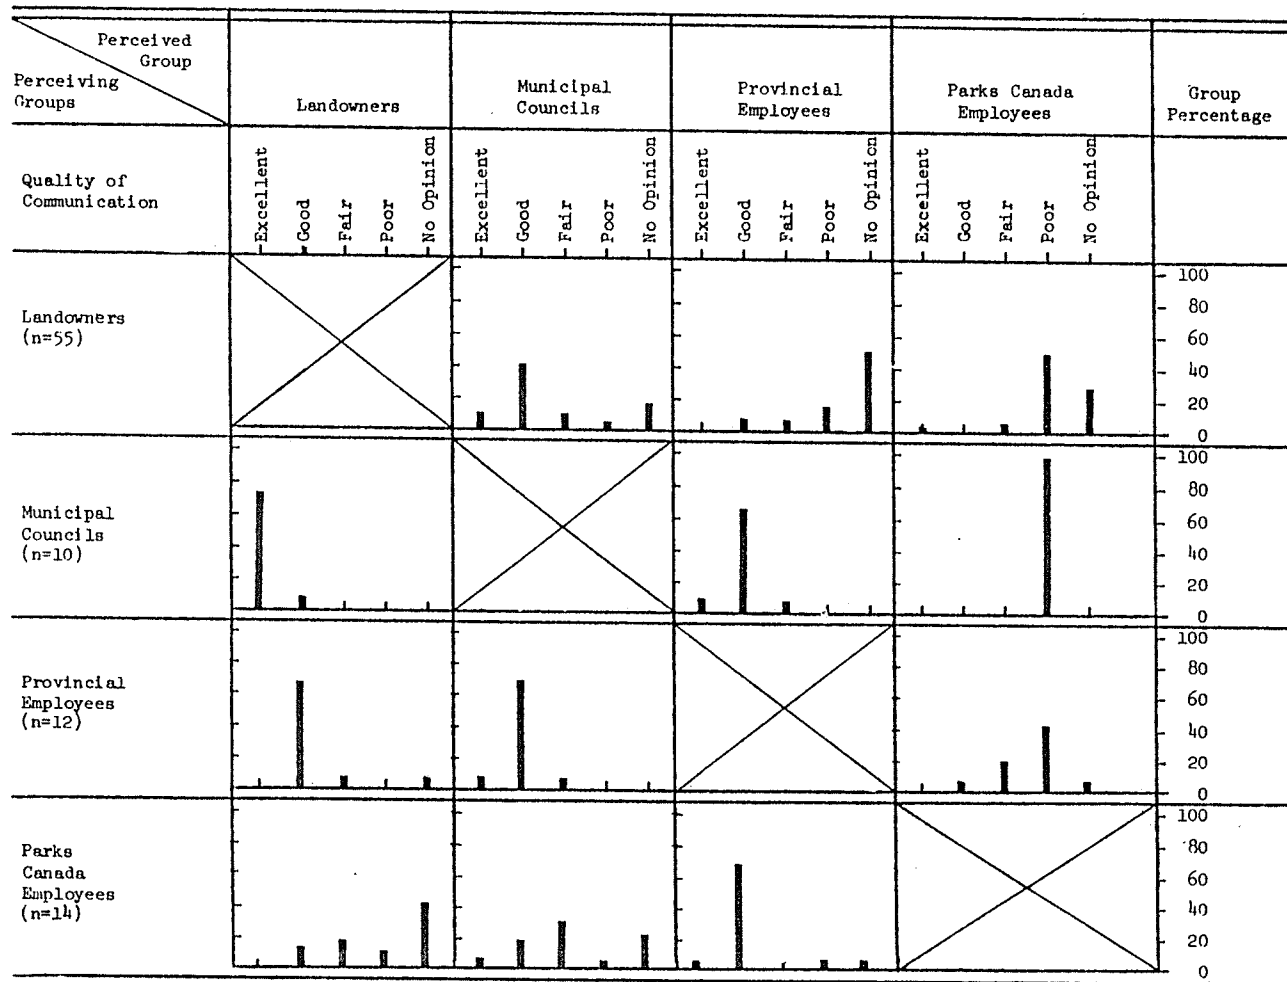 Perceived
Group
Perceiving
Groups
Landowners
Municipal
Councils
Provincial
Employees
Parks Canada
Employees
Group
Percentage
Quality of
Communication
Excellent
Good
Fair
Poor
No Opinion
Excellent
Good
Fair
Poor
No Opinion
Excellent
Good
Fair
Poor
No Opinion
Excellent
Good
Fair
Poor
No Opinion
Landowners
(n=55)
100
80
60
40
20
0
Municipal
Councils
(n=10)
100
80
60
40
20
0
Provincial
Employees
(n=12)
100
80
60
40
20
0
Parks
Canada
Employees
(n=14)
100
80
60
40
20
0